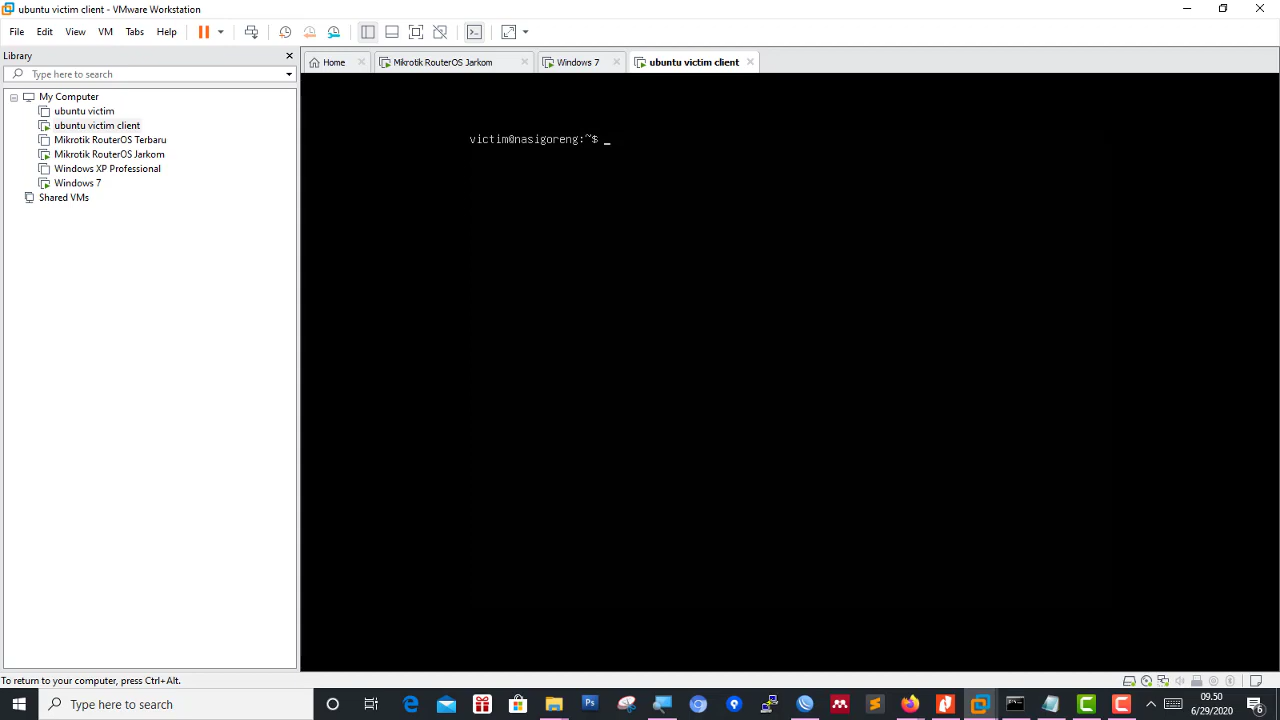 ubuntu victim client - VMware Workstation
File Edit View VM Tabs Help
Library
Type here to search
Home
Mikrotik RouterOS Jarkom
Windows 7
ubuntu victim client
My Computer
ubuntu victim
ubuntu victim client
Mikrotik RouterOS Terbaru
Mikrotik RouterOS Jarkom
Windows XP Professional
Windows 7
Shared VMs
victim@nasigoreng:~$ _
To return to your computer, press Ctrl+Alt.
Type here to search
Ps
09.50
6/29/2020
6